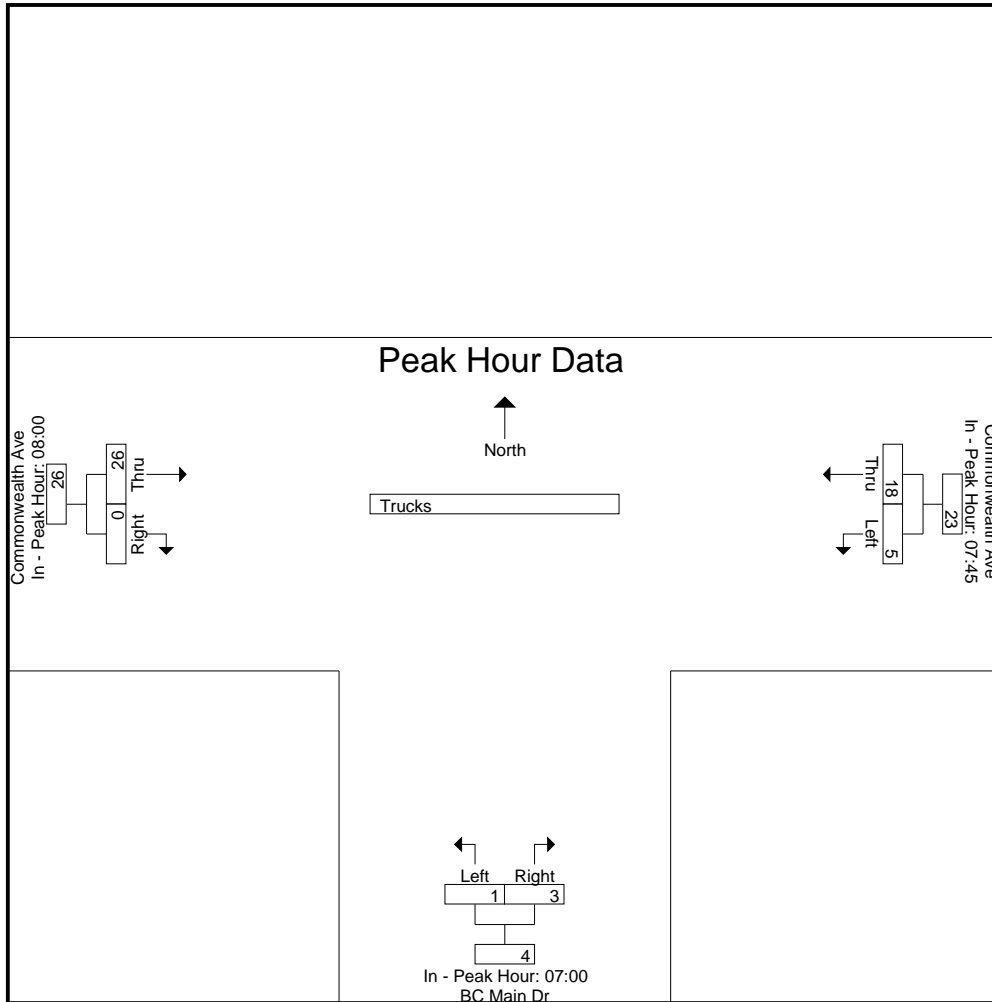 Peak Hour Data
North
Trucks
Commonwealth Ave
In - Peak Hour: 08:00
26
26
0
Thru
Right
Commonwealth Ave
In - Peak Hour: 07:45
23
18
5
Thru
Left
Left Right
1 3
4
In - Peak Hour: 07:00
BC Main Dr